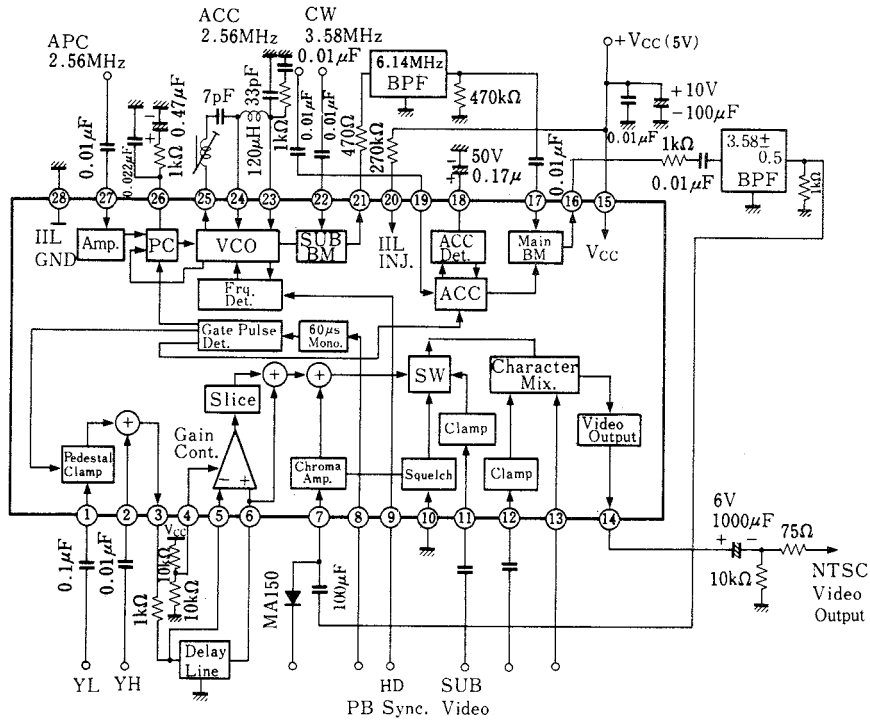 APC
2.56MHz
ACC
2.56MHz
CW
3.58MHz
0.01μF
+VCC (5V)
6.14MHz
BPF
+10V
-100μF
0.01μF
7pF
33pF
0.47μF
1kΩ
0.022μF
0.01μF
120μH
1kΩ
0.01μF
0.01μF
470Ω
270kΩ
470kΩ
50V
0.17μ
0.01μF
1kΩ
0.01μF
3.58±
0.5
BPF
1kΩ
28
27
26
25
24
23
22
21
20
19
18
17
16
15
IIL
GND
Amp.
PC
VCO
SUB
BM
IIL
INJ.
ACC
Det.
Main
BM
VCC
Frq.
Det.
ACC
Gate Pulse
Det.
60μs
Mono.
Slice
+
+
SW
Character
Mix.
Gain
Cont.
Clamp
Video
Output
+
Pedestal
Clamp
- +
Chroma
Amp.
Squelch
Clamp
1
2
3
4
5
6
7
8
9
10
11
12
13
14
0.1μF
0.01μF
VCC
10kΩ
10kΩ
1kΩ
MA150
100μF
6V
1000μF
+ -
75Ω
10kΩ
NTSC
Video
Output
Delay
Line
YL
YH
HD
SUB
PB Sync.
Video